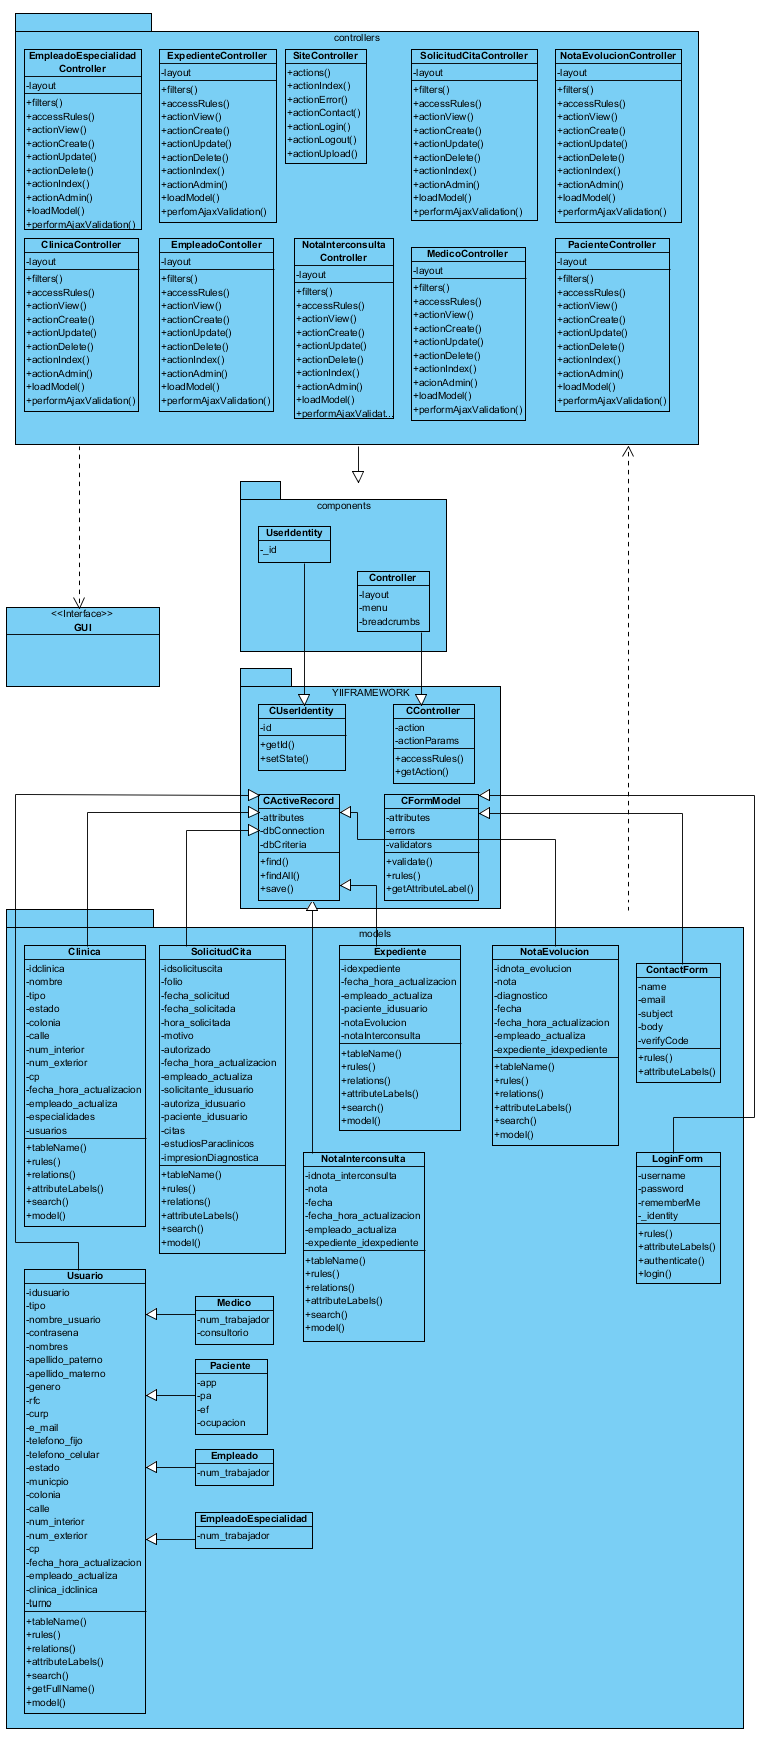 controllers
EmpleadoEspecialidad
Controller
-layout
+filters()
+accessRules()
+actionView()
+actionCreate()
+actionUpdate()
+actionDelete()
+actionIndex()
+actionAdmin()
+loadModel()
+performAjaxValidation()
ExpedienteController
-layout
+filters()
+accessRules()
+actionView()
+actionCreate()
+actionUpdate()
+actionDelete()
+actionIndex()
+actionAdmin()
+loadModel()
+perfomAjaxValidation()
SiteController
+actions()
+actionIndex()
+actionError()
+actionContact()
+actionLogin()
+actionLogout()
+actionUpload()
SolicitudCitaController
-layout
+filters()
+accessRules()
+actionView()
+actionCreate()
+actionUpdate()
+actionDelete()
+actionIndex()
+actionAdmin()
+loadModel()
+performAjaxValidation()
NotaEvolucionController
-layout
+filters()
+accessRules()
+actionView()
+actionCreate()
+actionUpdate()
+actionDelete()
+actionIndex()
+actionAdmin()
+loadModel()
+performAjaxValidation()
ClinicaController
-layout
+filters()
+accessRules()
+actionView()
+actionCreate()
+actionUpdate()
+actionDelete()
+actionIndex()
+actionAdmin()
+loadModel()
+performAjaxValidation()
EmpleadoContoller
-layout
+filters()
+accessRules()
+actionView()
+actionCreate()
+actionUpdate()
+actionDelete()
+actionIndex()
+actionAdmin()
+loadModel()
+performAjaxValidation()
NotaInterconsulta
Controller
-layout
+filters()
+accessRules()
+actionView()
+actionCreate()
+actionUpdate()
+actionDelete()
+actionIndex()
+actionAdmin()
+loadModel()
+performAjaxValidat...
MedicoController
-layout
+filters()
+accessRules()
+actionView()
+actionCreate()
+actionUpdate()
+actionDelete()
+actionIndex()
+acionAdmin()
+loadModel()
+performAjaxValidation()
PacienteController
-layout
+filters()
+accessRules()
+actionView()
+actionCreate()
+actionUpdate()
+actionDelete()
+actionIndex()
+actionAdmin()
+loadModel()
+performAjaxValidation()
components
UserIdentity
-_id
Controller
-layout
-menu
-breadcrumbs
<<Interface>>
GUI
YIIFRAMEWORK
CUserIdentity
-id
+getId()
+setState()
CController
-action
-actionParams
+accessRules()
+getAction()
CActiveRecord
-attributes
-dbConnection
-dbCriteria
+find()
+findAll()
+save()
CFormModel
-attributes
-errors
-validators
+validate()
+rules()
+getAttributeLabel()
models
Clinica
-idclinica
-nombre
-tipo
-estado
-colonia
-calle
-num_interior
-num_exterior
-cp
-fecha_hora_actualizacion
-empleado_actualiza
-especialidades
-usuarios
+tableName()
+rules()
+relations()
+attributeLabels()
+search()
+model()
SolicitudCita
-idsolicituscita
-folio
-fecha_solicitud
-fecha_solicitada
-hora_solicitada
-motivo
-autorizado
-fecha_hora_actualizacion
-empleado_actualiza
-solicitante_idusuario
-autoriza_idusuario
-paciente_idusuario
-citas
-estudiosParaclinicos
-impresionDiagnostica
+tableName()
+rules()
+relations()
+attributeLabels()
+search()
+model()
Expediente
-idexpediente
-fecha_hora_actualizacion
-empleado_actualiza
-paciente_idusuario
-notaEvolucion
-notaInterconsulta
+tableName()
+rules()
+relations()
+attributeLabels()
+search()
+model()
NotaEvolucion
-idnota_evolucion
-nota
-diagnostico
-fecha
-fecha_hora_actualizacion
-empleado_actualiza
-expediente_idexpediente
+tableName()
+rules()
+relations()
+attributeLabels()
+search()
+model()
ContactForm
-name
-email
-subject
-body
-verifyCode
+rules()
+attributeLabels()
NotaInterconsulta
-idnota_interconsulta
-nota
-fecha
-fecha_hora_actualizacion
-empleado_actualiza
-expediente_idexpediente
+tableName()
+rules()
+relations()
+attributeLabels()
+search()
+model()
LoginForm
-username
-password
-rememberMe
-_identity
+rules()
+attributeLabels()
+authenticate()
+login()
Usuario
-idusuario
-tipo
-nombre_usuario
-contrasena
-nombres
-apellido_paterno
-apellido_materno
-genero
-rfc
-curp
-e_mail
-telefono_fijo
-telefono_celular
-estado
-municpio
-colonia
-calle
-num_interior
-num_exterior
-cp
-fecha_hora_actualizacion
-empleado_actualiza
-clinica_idclinica
-turno
+tableName()
+rules()
+relations()
+attributeLabels()
+search()
+getFullName()
+model()
Medico
-num_trabajador
-consultorio
Paciente
-app
-pa
-ef
-ocupacion
Empleado
-num_trabajador
EmpleadoEspecialidad
-num_trabajador